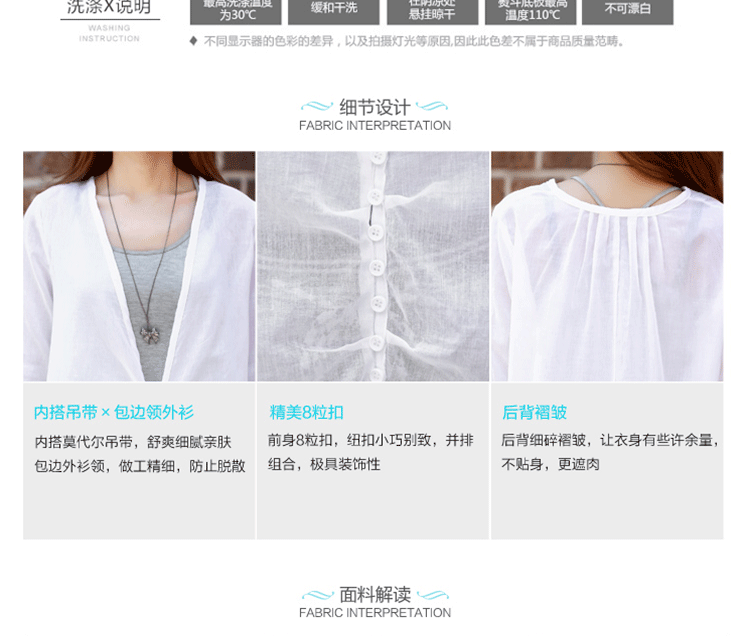 洗涤X说明
WASHING
INSTRUCTION
最高洗涤温度
为30℃
缓和干洗
在阴凉处
悬挂晾干
熨斗底板最高
温度110℃
不可漂白
♦ 不同显示器的色彩的差异，以及拍摄灯光等原因,因此此色差不属于商品质量范畴。
细节设计
FABRIC INTERPRETATION
内搭吊带×包边领外衫
内搭莫代尔吊带，舒爽细腻亲肤
包边外衫领，做工精细，防止脱散
精美8粒扣
前身8粒扣，纽扣小巧别致，并排
组合，极具装饰性
后背褶皱
后背细碎褶皱，让衣身有些许余量，
不贴身，更遮肉
面料解读
FABRIC INTERPRETATION